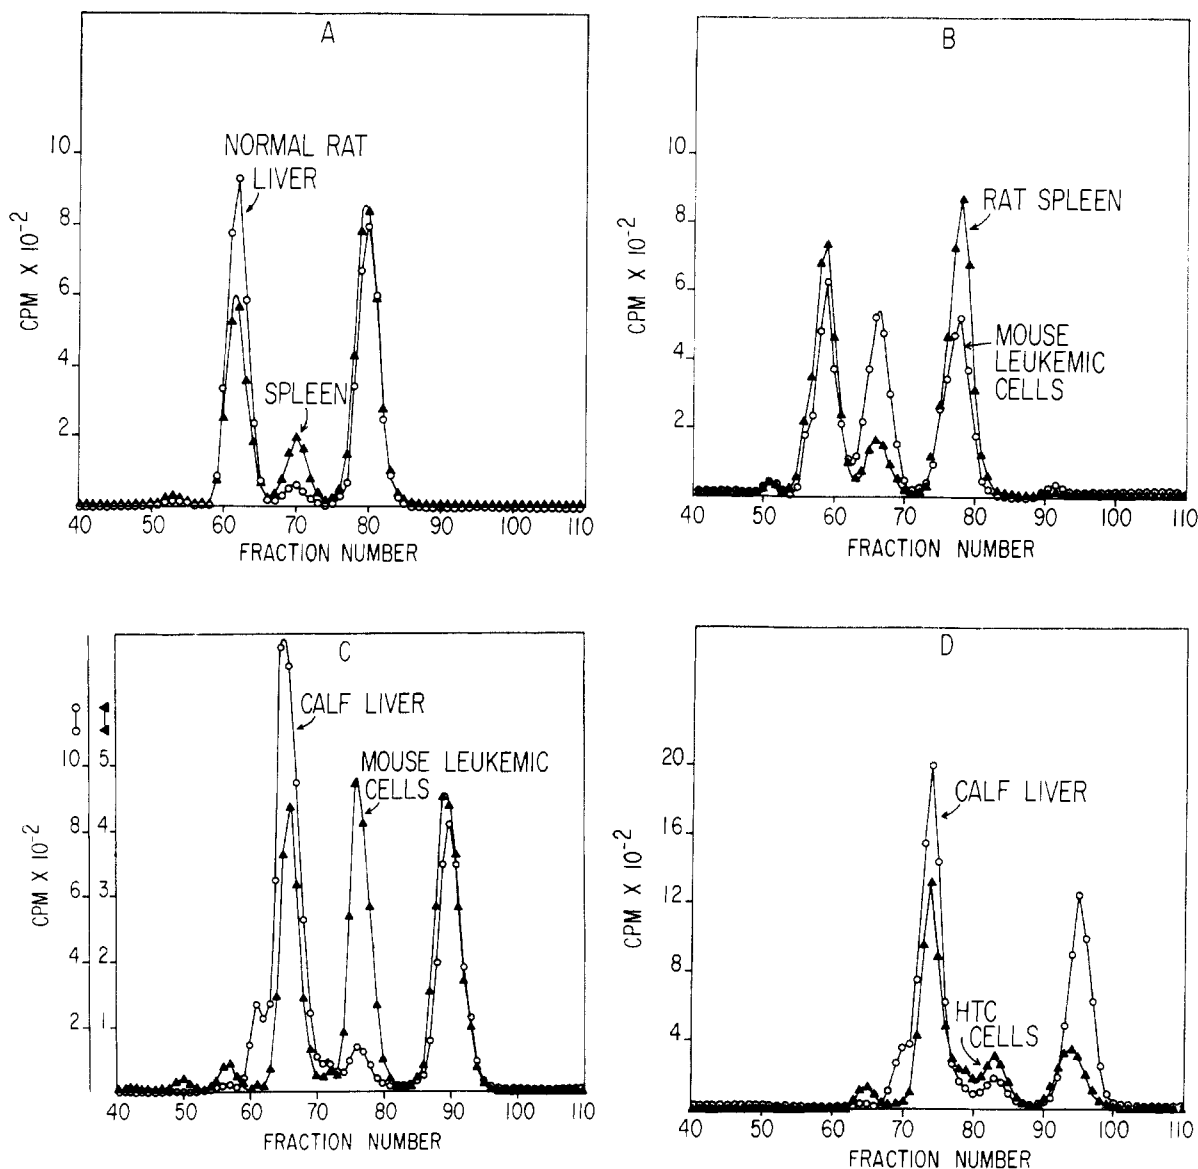 A
10
8
6
4
2
CPM X 10⁻²
NORMAL RAT
LIVER
SPLEEN
40 50 60 70 80 90 100 110
FRACTION NUMBER
B
10
8
6
4
2
CPM X 10⁻²
RAT SPLEEN
MOUSE
LEUKEMIC
CELLS
40 50 60 70 80 90 100 110
FRACTION NUMBER
C
10 5
8 4
6 3
4 2
2 1
CPM X 10⁻²
CALF LIVER
MOUSE LEUKEMIC
CELLS
40 50 60 70 80 90 100 110
FRACTION NUMBER
D
20
16
12
8
4
CPM X 10⁻²
CALF LIVER
HTC
CELLS
40 50 60 70 80 90 100 110
FRACTION NUMBER